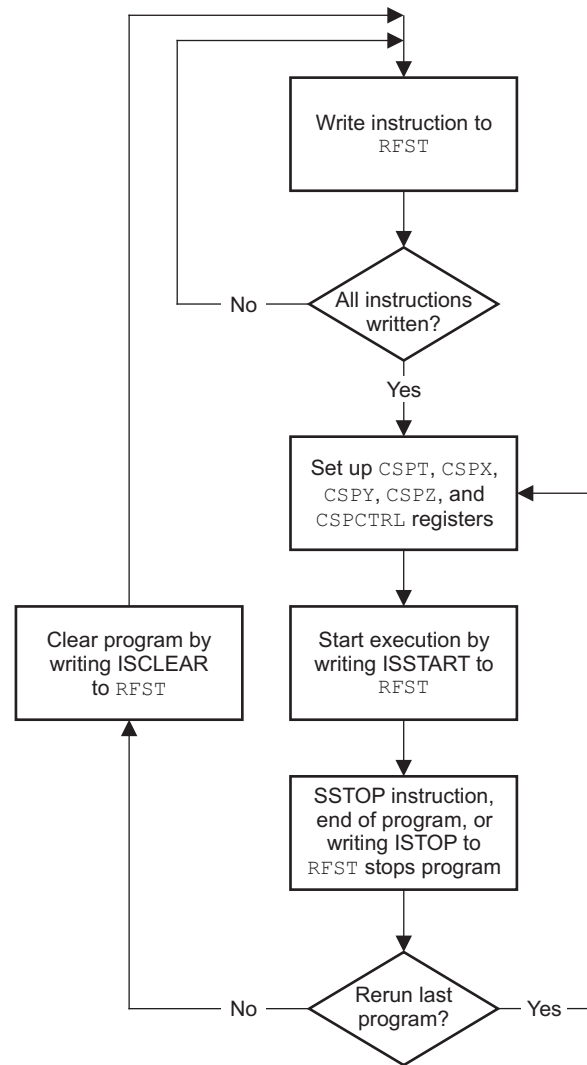 Write instruction to
RFST
All instructions
written?
No
Yes
Set up CSPT, CSPX,
CSPY, CSPZ, and
CSPCTRL registers
Clear program by
writing ISCLEAR
to RFST
Start execution by
writing ISSTART to
RFST
SSTOP instruction,
end of program, or
writing ISTOP to
RFST stops program
Rerun last
program?
No
Yes